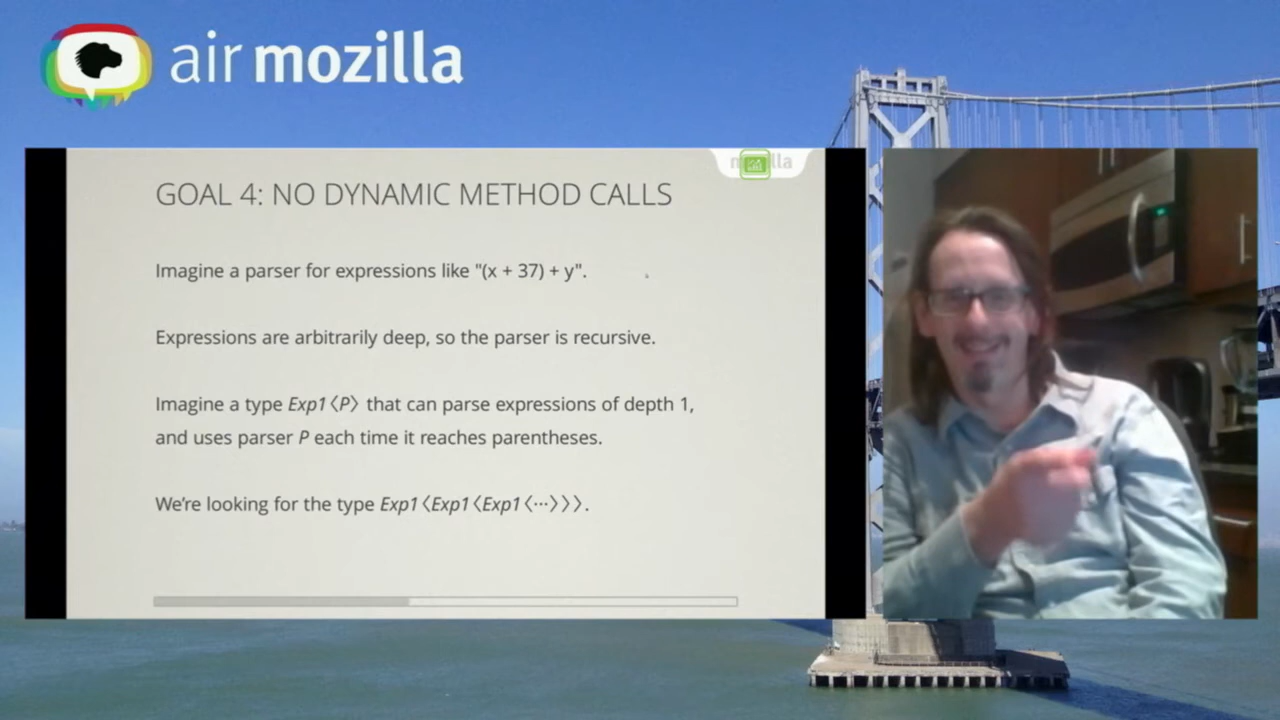 air mozilla
mozilla
GOAL 4: NO DYNAMIC METHOD CALLS
Imagine a parser for expressions like "(x + 37) + y".
Expressions are arbitrarily deep, so the parser is recursive.
Imagine a type Exp1〈P〉 that can parse expressions of depth 1,
and uses parser P each time it reaches parentheses.
We're looking for the type Exp1〈Exp1〈Exp1〈···〉〉〉.